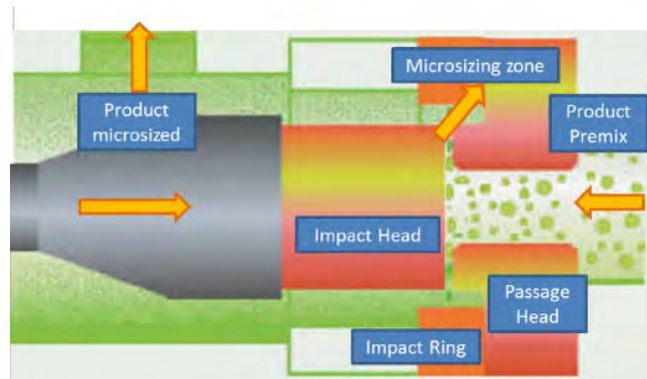 Microsizing zone
Product
microsized
Product
Premix
Impact Head
Passage
Head
Impact Ring